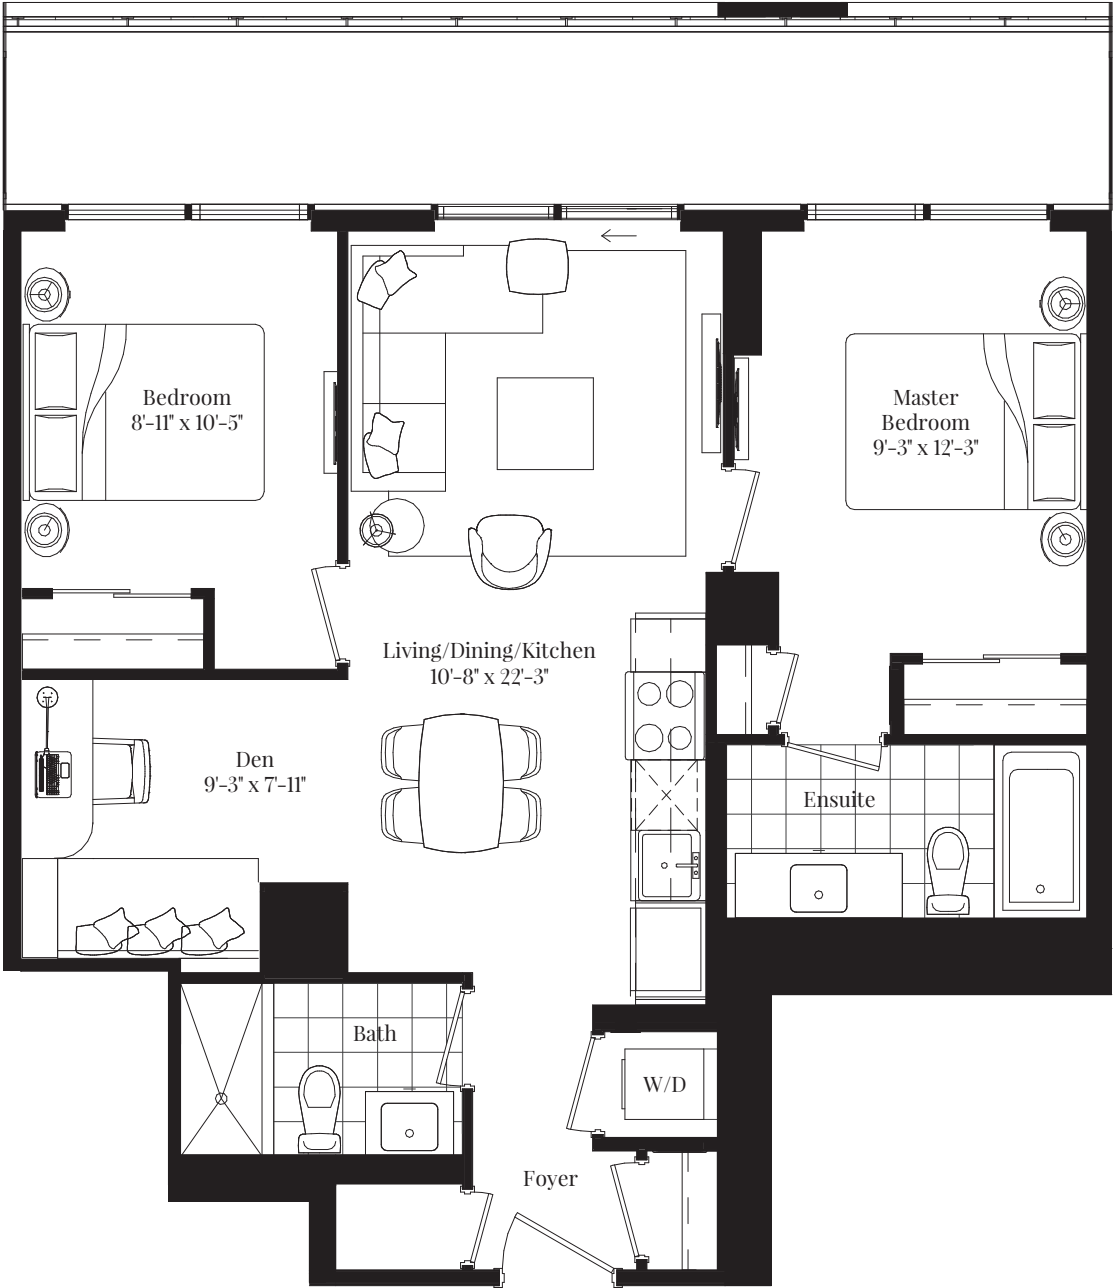 Bedroom
8'-11" x 10'-5"
Master
Bedroom
9'-3" x 12'-3"
Living/Dining/Kitchen
10'-8" x 22'-3"
Den
9'-3" x 7'-11"
Ensuite
Bath
W/D
Foyer